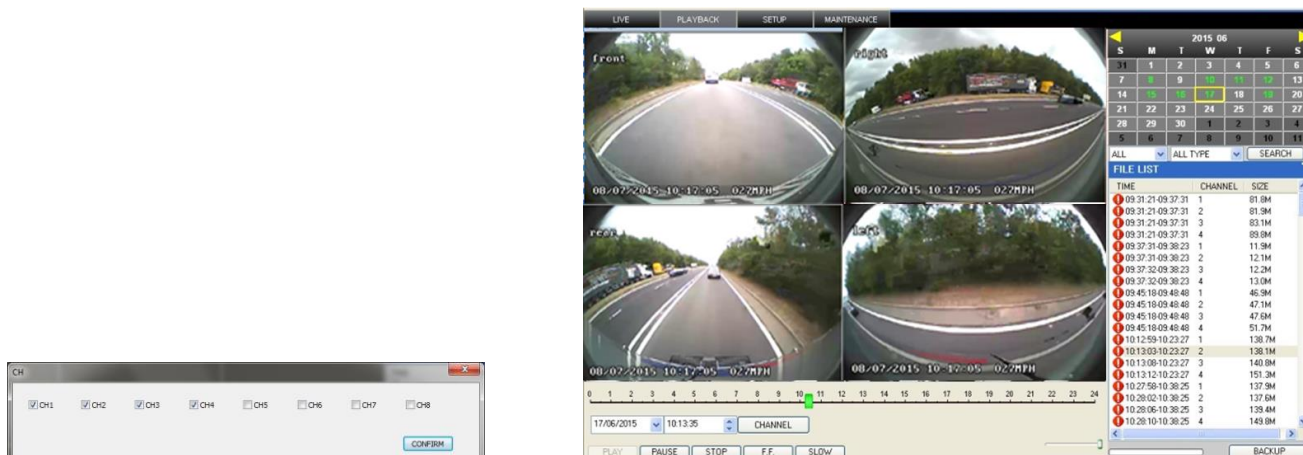 CH
CH1 CH2 CH3 CH4 CH5 CH6 CH7 CH8
CONFIRM
LIVE PLAYBACK SETUP MAINTENANCE
front
08/07/2015 10:17:05 027MPH
right
08/07/2015 10:17:05 027MPH
rear
08/07/2015 10:17:05 027MPH
left
08/07/2015 10:17:05 027MPH
0 1 2 3 4 5 6 7 8 9 10 11 12 13 14 15 16 17 18 19 20 21 22 23 24
17/06/2015 10:13:35 CHANNEL
PLAY PAUSE STOP F.F. SLOW
2015 06
S M T W T F S
31 1 2 3 4 5 6
7 8 9 10 11 12 13
14 15 16 17 18 19 20
21 22 23 24 25 26 27
28 29 30 1 2 3 4
5 6 7 8 9 10 11
ALL ALL TYPE SEARCH
FILE LIST
TIME CHANNEL SIZE
09:31:21-09:37:31 1 81.8M
09:31:21-09:37:31 2 81.9M
09:31:21-09:37:31 3 83.1M
09:31:21-09:37:31 4 89.8M
09:37:31-09:38:23 1 11.9M
09:37:31-09:38:23 2 12.1M
09:37:32-09:38:23 3 12.2M
09:37:32-09:38:23 4 13.0M
09:45:18-09:48:48 1 46.9M
09:45:18-09:48:48 2 47.1M
09:45:18-09:48:48 3 47.6M
09:45:18-09:48:48 4 51.7M
10:12:59-10:23:27 1 138.7M
10:13:03-10:23:27 2 138.1M
10:13:08-10:23:27 3 140.8M
10:13:12-10:23:27 4 151.3M
10:27:58-10:38:25 1 137.9M
10:28:02-10:38:25 2 137.6M
10:28:06-10:38:25 3 139.4M
10:28:10-10:38:25 4 149.8M
BACKUP